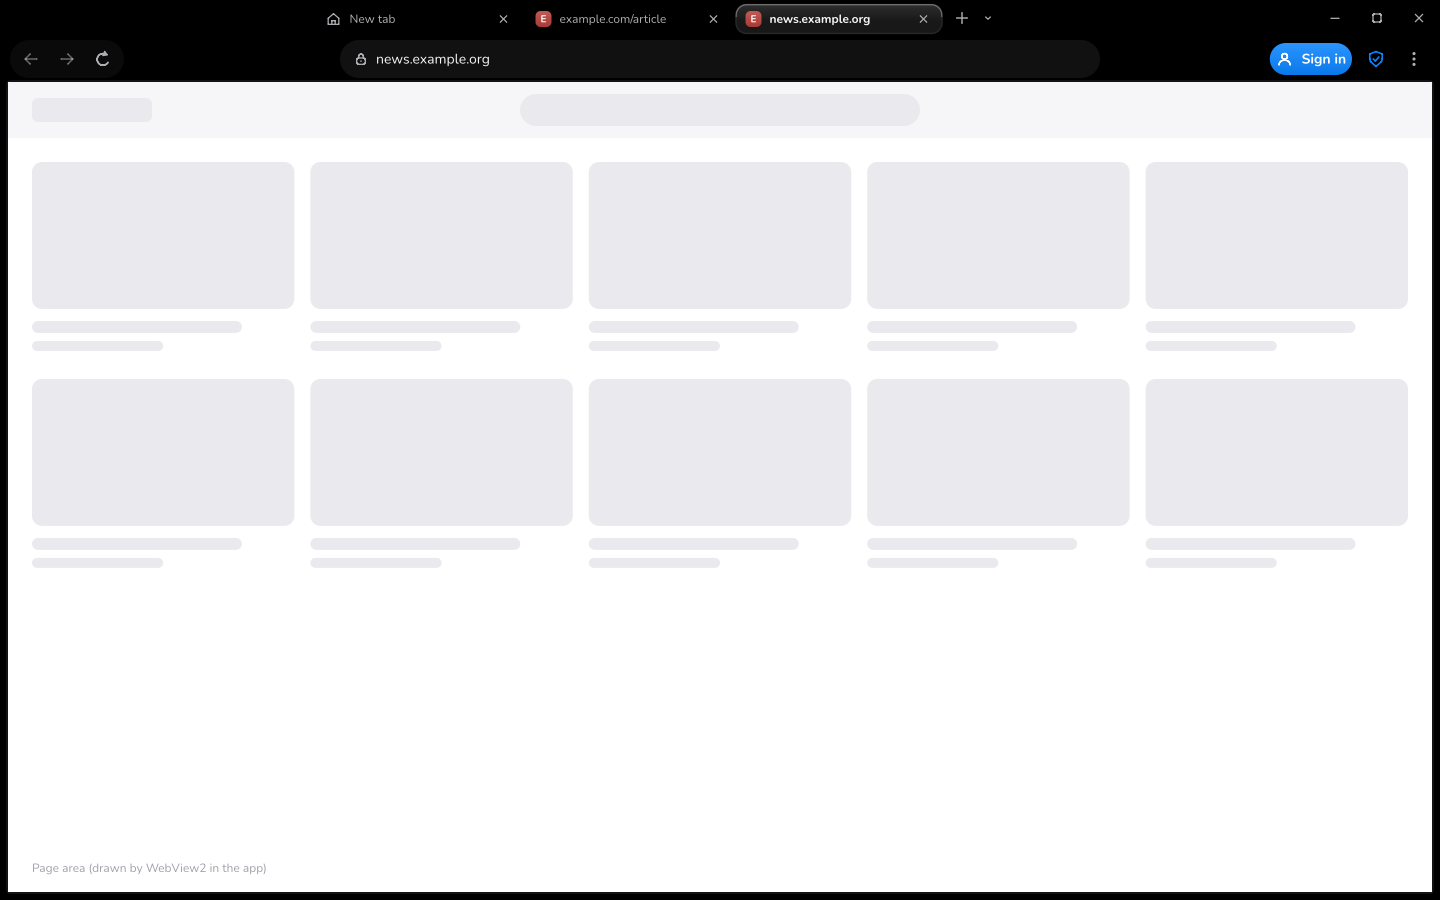 New tab
E example.com/article
E news.example.org
news.example.org
Sign in
Page area (drawn by WebView2 in the app)